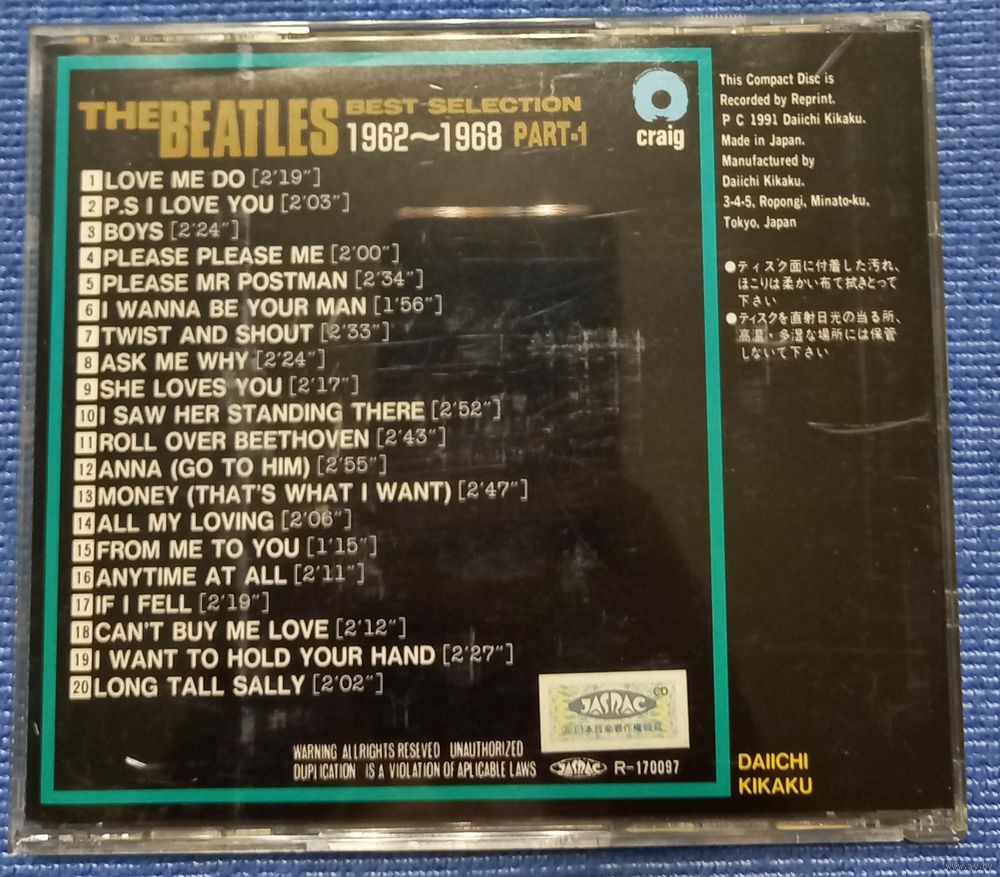 THE BEATLES BEST SELECTION
1962~1968 PART-1
craig
1 LOVE ME DO [2'19"]
2 P.S I LOVE YOU [2'03"]
3 BOYS [2'24"]
4 PLEASE PLEASE ME [2'00"]
5 PLEASE MR POSTMAN [2'34"]
6 I WANNA BE YOUR MAN [1'56"]
7 TWIST AND SHOUT [2'33"]
8 ASK ME WHY [2'24"]
9 SHE LOVES YOU [2'17"]
10 I SAW HER STANDING THERE [2'52"]
11 ROLL OVER BEETHOVEN [2'43"]
12 ANNA (GO TO HIM) [2'55"]
13 MONEY (THAT'S WHAT I WANT) [2'47"]
14 ALL MY LOVING [2'06"]
15 FROM ME TO YOU [1'15"]
16 ANYTIME AT ALL [2'11"]
17 IF I FELL [2'19"]
18 CAN'T BUY ME LOVE [2'12"]
19 I WANT TO HOLD YOUR HAND [2'27"]
20 LONG TALL SALLY [2'02"]
CD
JASRAC
日本音楽著作権協会
WARNING ALLRIGHTS RESEVED UNAUTHORIZED
DUPLICATION IS A VIOLATION OF APLICABLE LAWS JASRAC R-170097
This Compact Disc is
Recorded by Reprint.
P C 1991 Daiichi Kikaku.
Made in Japan.
Manufactured by
Daiichi Kikaku.
3-4-5, Ropongi, Minato-ku,
Tokyo, Japan
●ディスク面に付着した汚れ、
ほこりは柔かい布て拭きとって
下さい
●ディスクを直射日光の当る所、
高温・多湿な場所には保管
しないて下さい
DAIICHI
KIKAKU